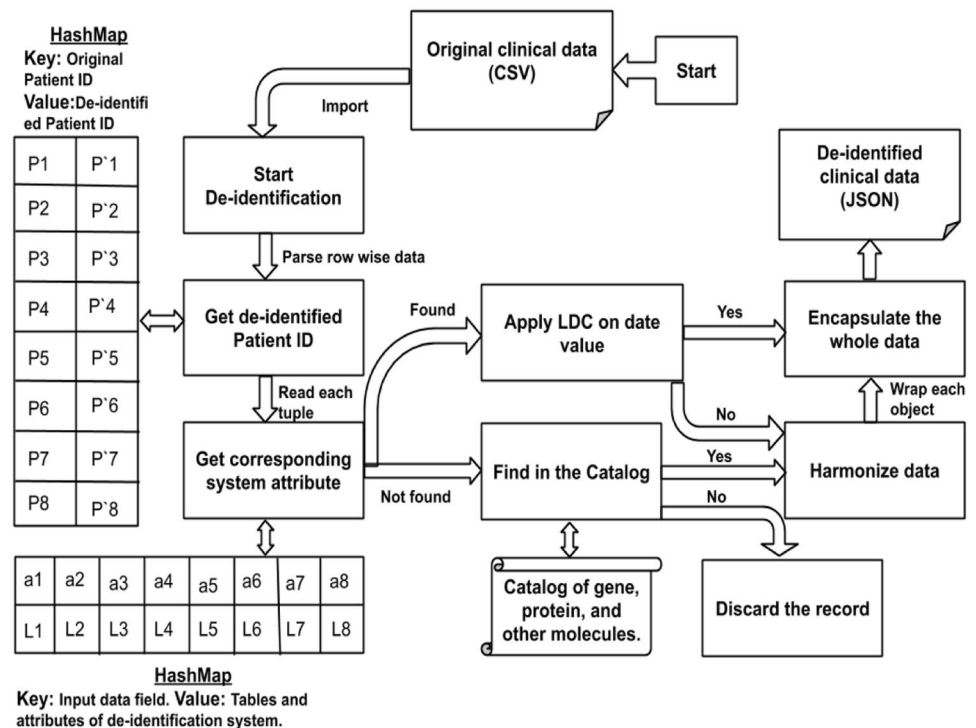 HashMap
Key: Original
Patient ID
Value:De-identifi
ed Patient ID
P1 P`1
P2 P`2
P3 P`3
P4 P`4
P5 P`5
P6 P`6
P7 P`7
P8 P`8
Original clinical data
(CSV)
Start
Import
Start
De-identification
Parse row wise data
Get de-identified
Patient ID
Read each
tuple
Get corresponding
system attribute
Found
Not found
Apply LDC on date
value
Yes
No
Find in the Catalog
Yes
No
De-identified
clinical data
(JSON)
Encapsulate the
whole data
Wrap each
object
Harmonize data
Discard the record
Catalog of gene,
protein, and
other molecules.
a1 a2 a3 a4 a5 a6 a7 a8
L1 L2 L3 L4 L5 L6 L7 L8
HashMap
Key: Input data field. Value: Tables and
attributes of de-identification system.